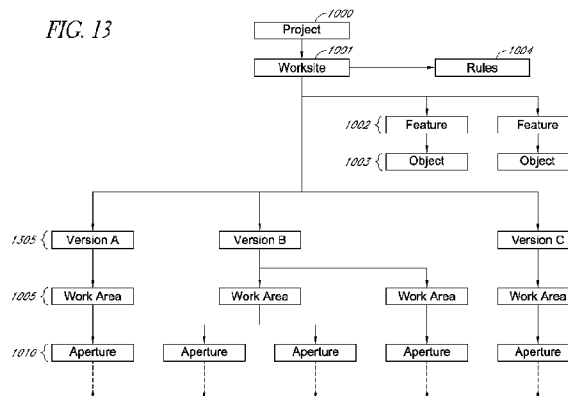 FIG. 13
1000
Project
1001
Worksite
1004
Rules
1002
Feature
Feature
1003
Object
Object
1305
Version A
Version B
Version C
1005
Work Area
Work Area
Work Area
Work Area
1010
Aperture
Aperture
Aperture
Aperture
Aperture